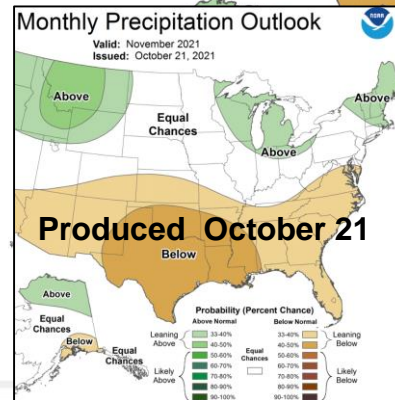 Monthly Precipitation Outlook
NOAA
Valid: November 2021
Issued: October 21, 2021
Above
Equal
Chances
Above
Above
Produced October 21
Below
Above
Equal
Chances
Below
Equal
Chances
Probability (Percent Chance)
Above Normal
Below Normal
Leaning
Above
33-40%
40-50%
50-60%
Likely
Above
60-70%
70-80%
80-90%
90-100%
Equal
Chances
33-40%
40-50%
50-60%
60-70%
70-80%
80-90%
90-100%
Leaning
Below
Likely
Below